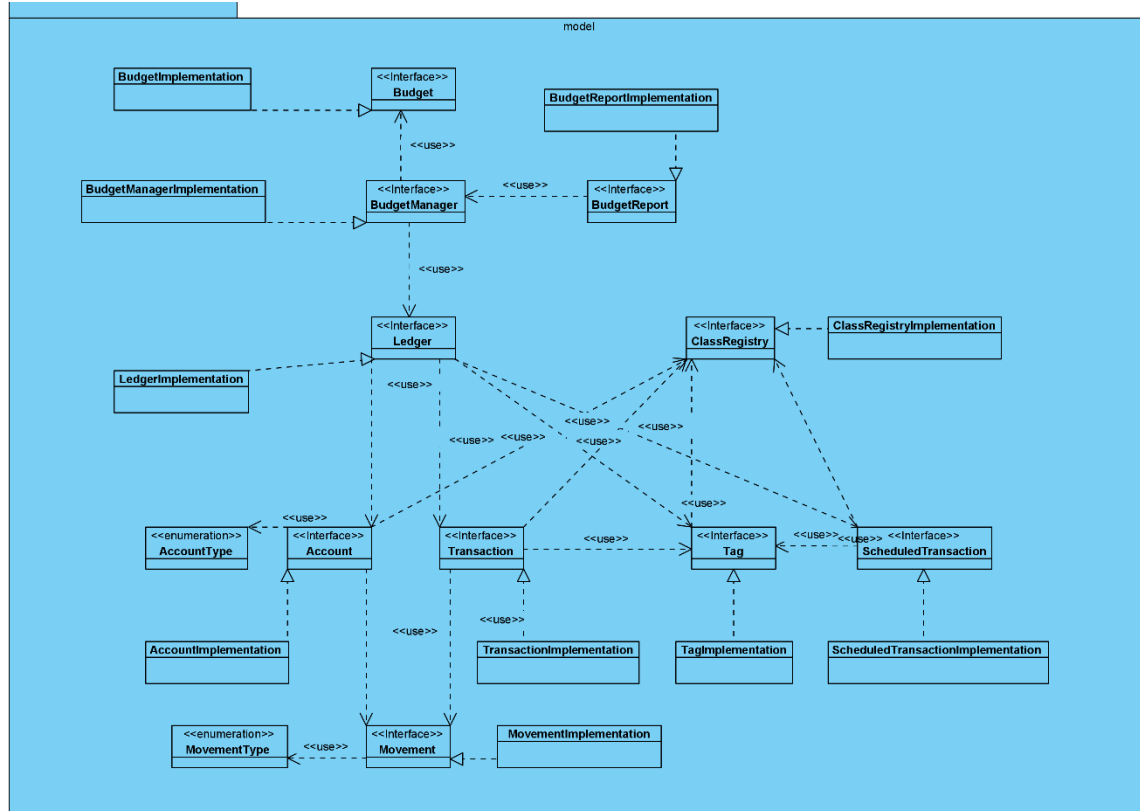 model
BudgetImplementation
<<Interface>>
Budget
BudgetReportImplementation
<<use>>
BudgetManagerImplementation
<<Interface>>
BudgetManager
<<use>>
<<Interface>>
BudgetReport
<<use>>
<<Interface>>
Ledger
<<Interface>>
ClassRegistry
ClassRegistryImplementation
LedgerImplementation
<<use>>
<<use>>
<<use>>
<<use>>
<<use>>
<<use>>
<<use>>
<<use>>
<<enumeration>>
AccountType
<<use>>
<<Interface>>
Account
<<Interface>>
Transaction
<<use>>
<<Interface>>
Tag
<<use>>
<<use>>
<<Interface>>
ScheduledTransaction
<<use>>
<<use>>
<<use>>
AccountImplementation
TransactionImplementation
TagImplementation
ScheduledTransactionImplementation
<<enumeration>>
MovementType
<<use>>
<<Interface>>
Movement
MovementImplementation